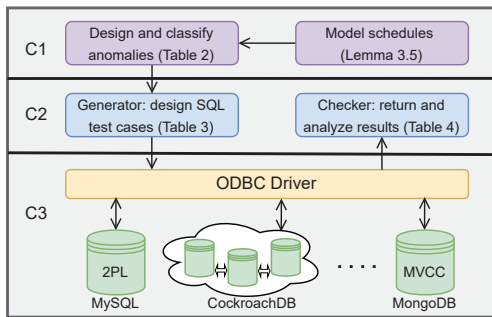 C1
Design and classify
anomalies (Table 2)
Model schedules
(Lemma 3.5)
C2
Generator: design SQL
test cases (Table 3)
Checker: return and
analyze results (Table 4)
C3
ODBC Driver
2PL
MySQL
CockroachDB
. . . .
MVCC
MongoDB